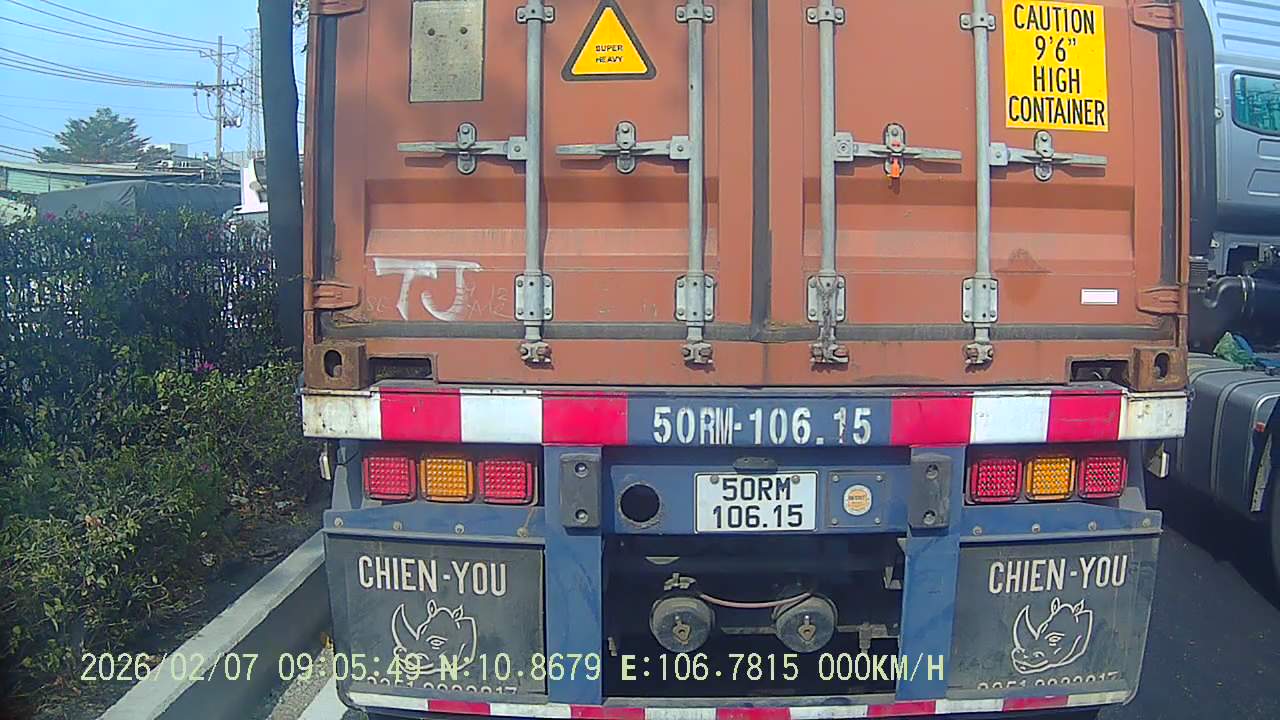 SUPER
HEAVY
CAUTION
9'6"
HIGH
CONTAINER
TJ
50RM-106.15
50RM
106.15
CHIEN-YOU
CHIEN-YOU
2026/02/07 09:05:49 N:10.8679 E:106.7815 000KM/H